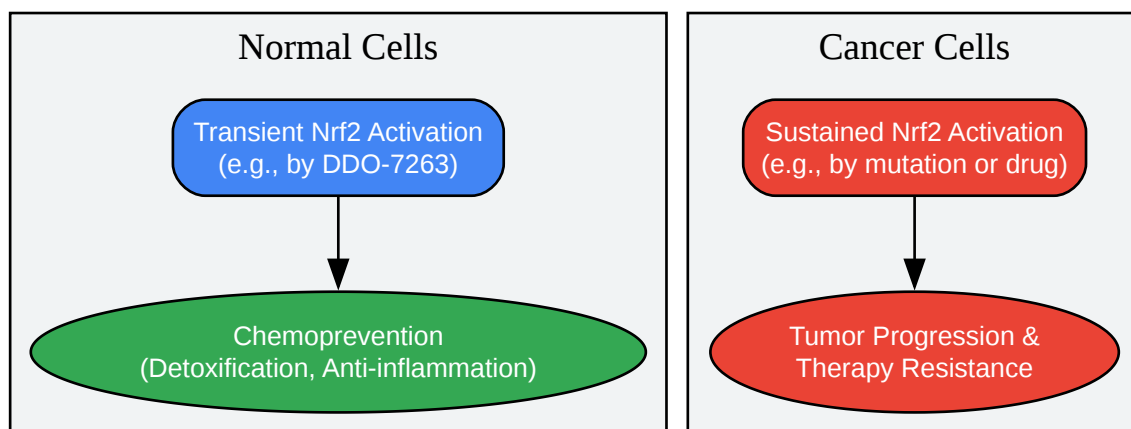 Normal Cells
Transient Nrf2 Activation
(e.g., by DDO-7263)
Chemoprevention
(Detoxification, Anti-inflammation)
Cancer Cells
Sustained Nrf2 Activation
(e.g., by mutation or drug)
Tumor Progression &
Therapy Resistance